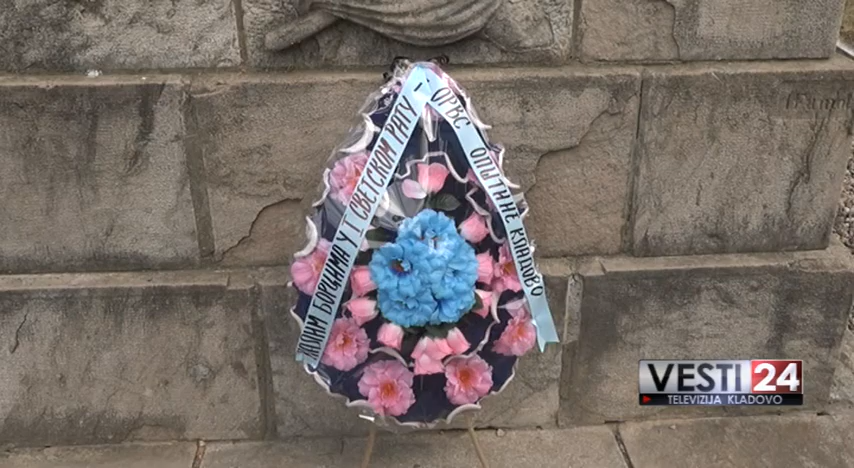 БОРЦИМА У I СВЕТСКОМ РАТУ -
ОРВС ОПШТИНЕ КЛАДОВО
VESTI 24
TELEVIZIJA KLADOVO